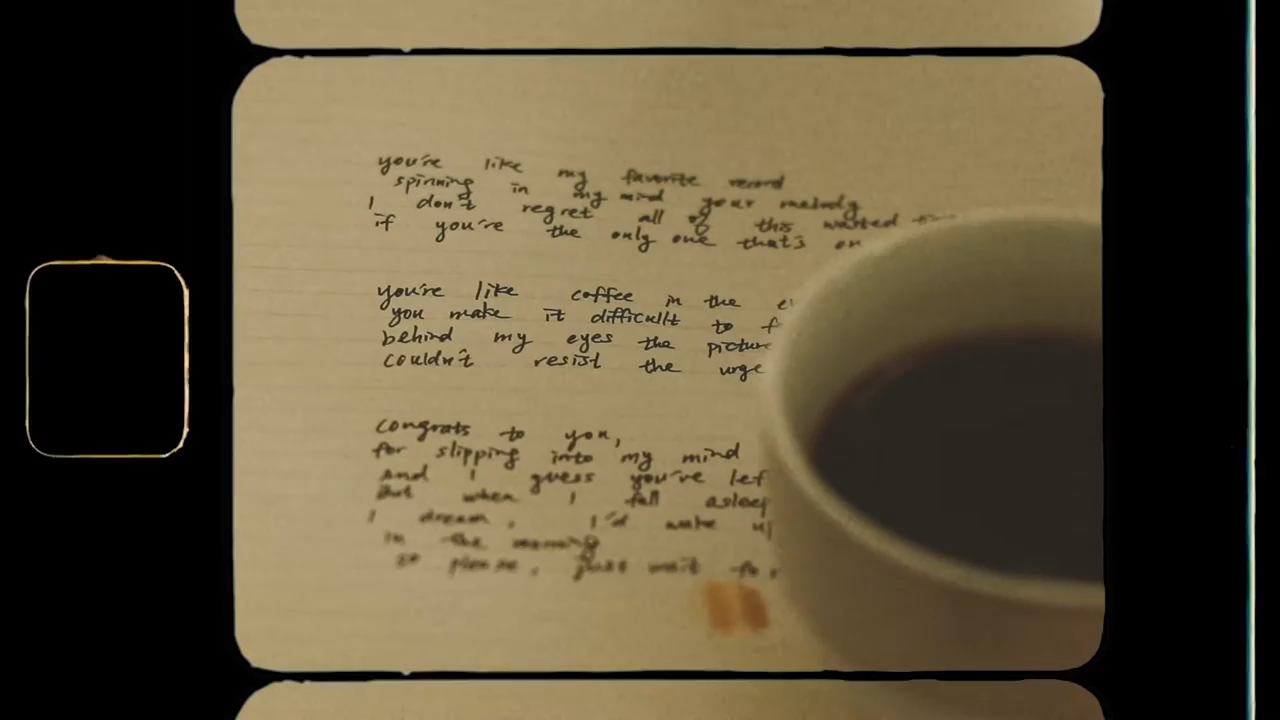 you're like my favorite record
spinning in my mind your melody
I don't regret all of this wasted
if you're the only one that's on
you're like coffee in the
you make it difficult to
behind my eyes the picture
couldn't resist the urge
congrats to you,
for slipping into my mind
And I guess you've lef
But when I fall asleep
I dream, I'd wake up
in the morning
so please, just wait